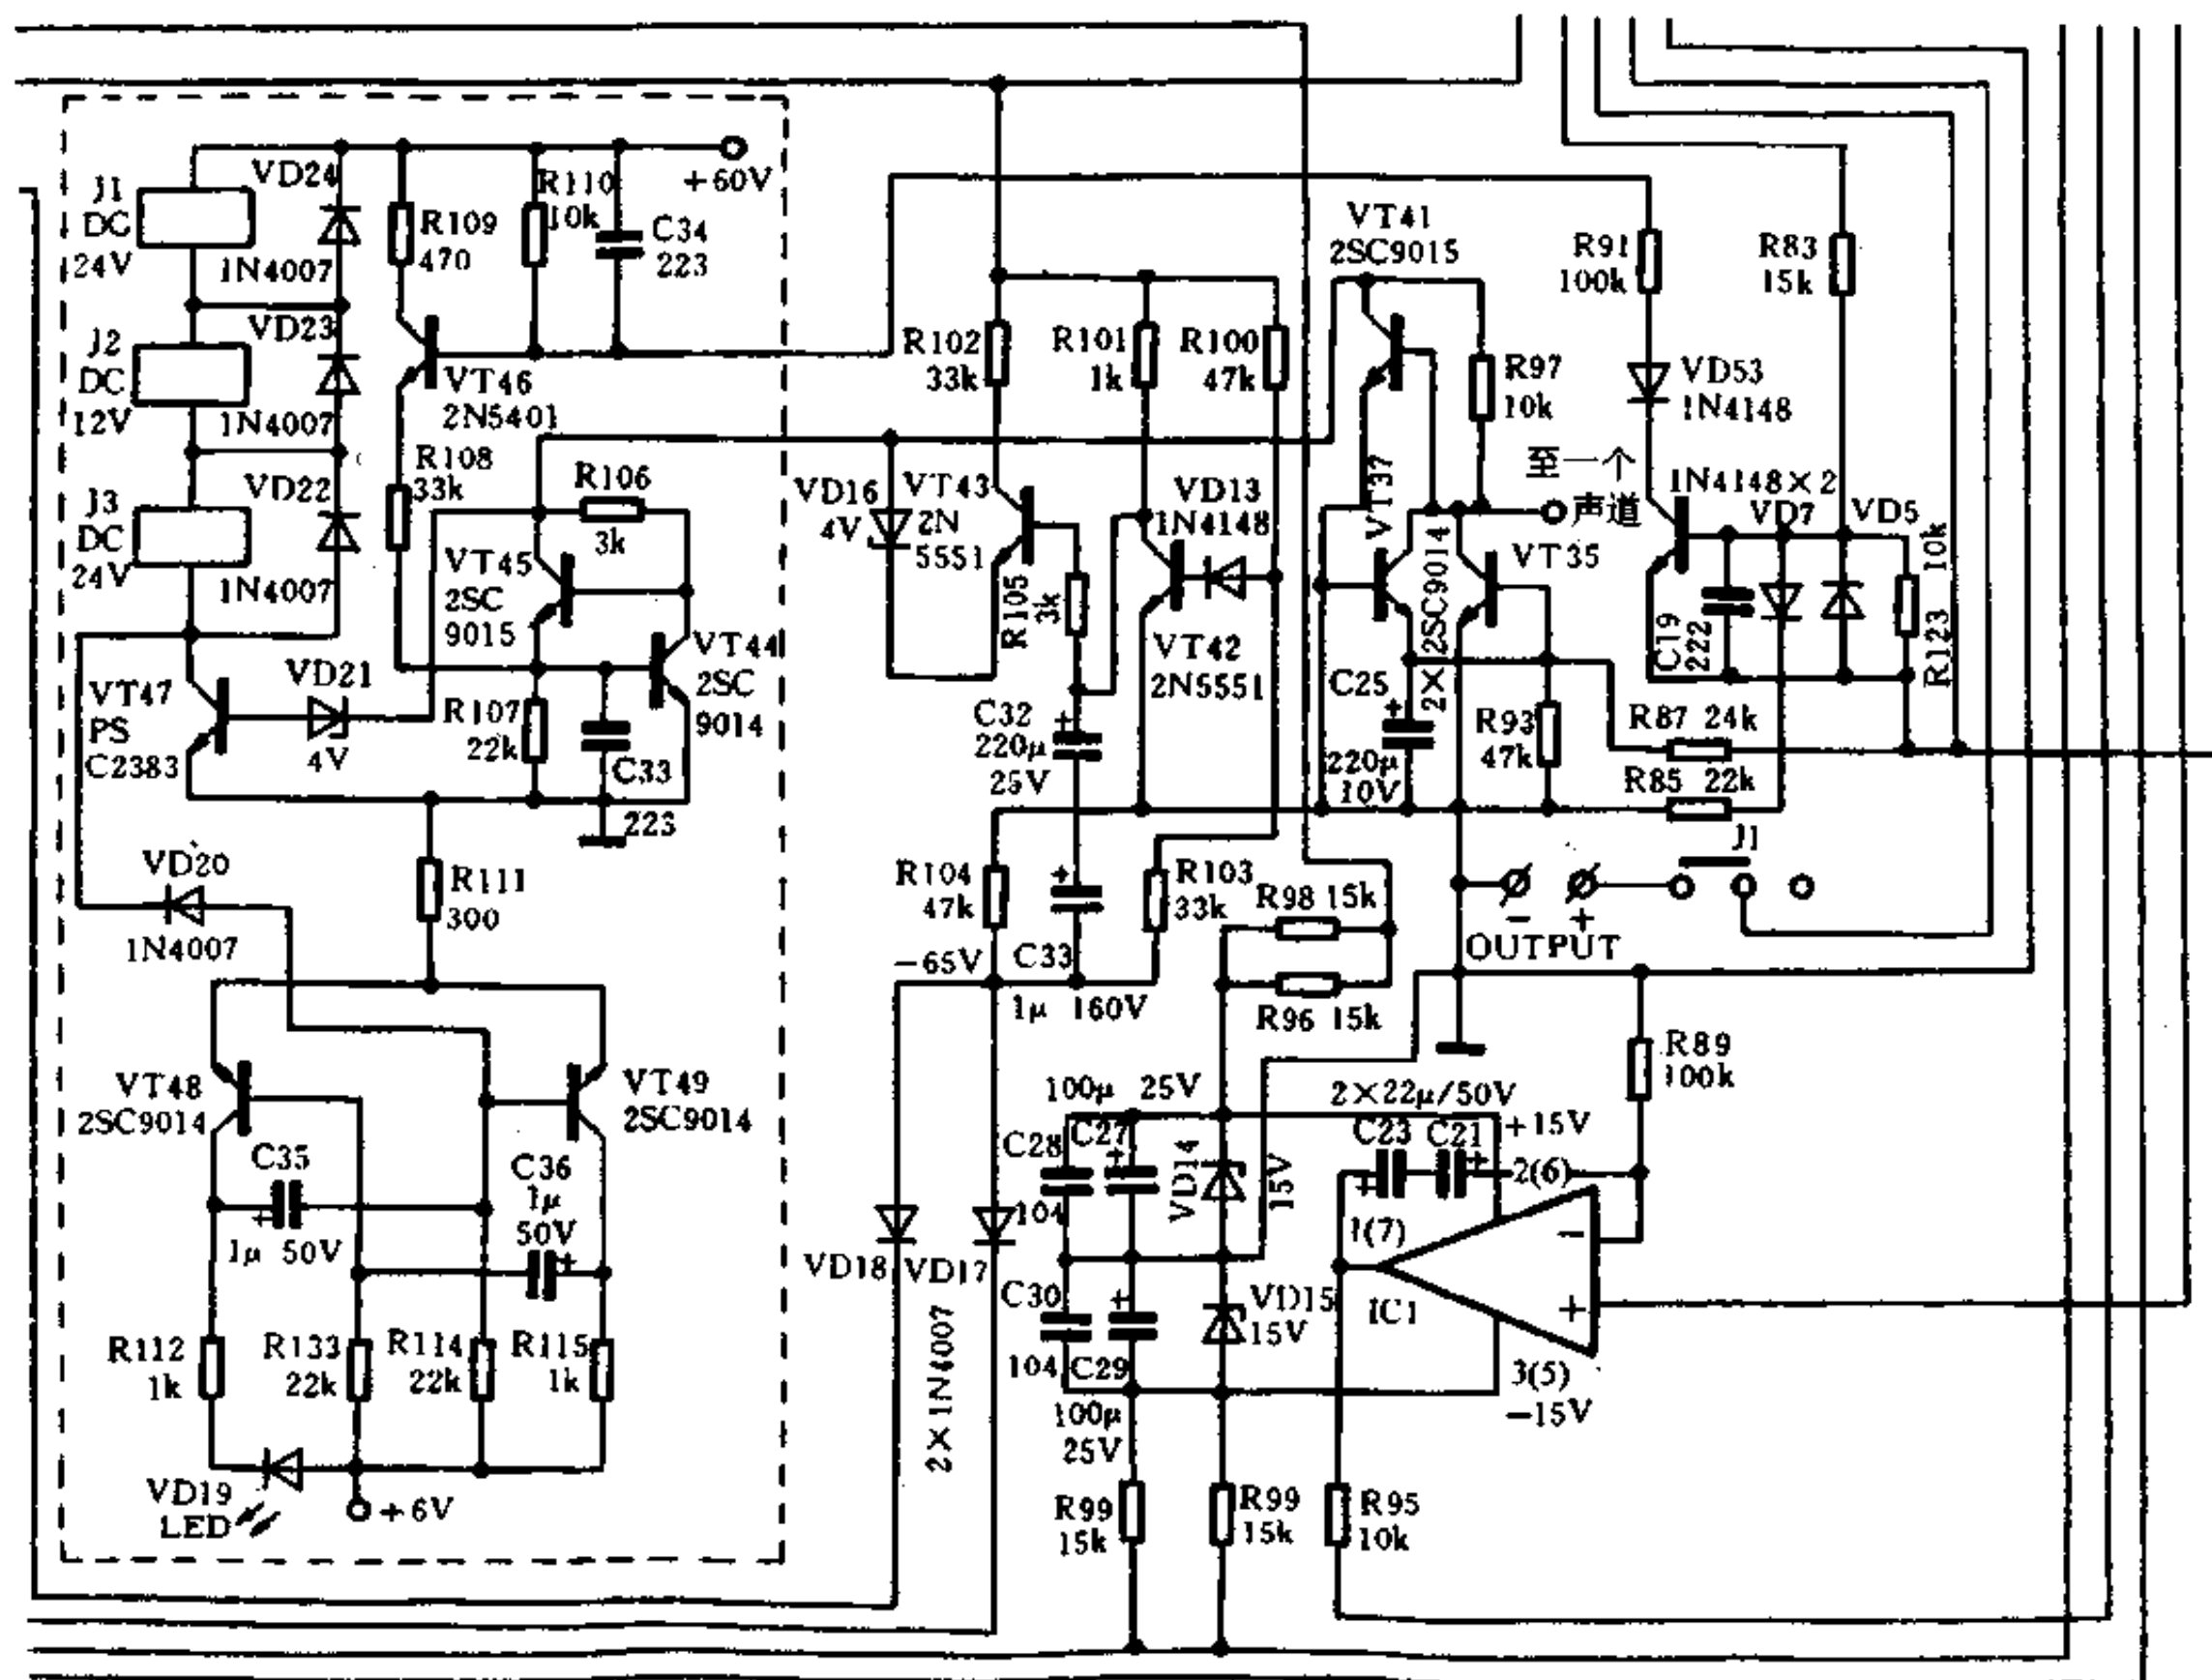 VD24
J1
DC
24V
1N4007
R109
470
R110
10k
+60V
C34
223
VD23
J2
DC
12V
1N4007
VT46
2N5401
R108
33k
VD22
J3
DC
24V
1N4007
R106
3k
VT45
2SC
9015
VT44
2SC
9014
VT47
PS
C2383
VD21
4V
R107
22k
C33
223
VD20
1N4007
R111
300
VT48
2SC9014
VT49
2SC9014
C35
1μ 50V
C36
1μ
50V
R112
1k
R133
22k
R114
22k
R115
1k
VD19
LED
+6V
R102
33k
R101
1k
R100
47k
VT41
2SC9015
R97
10k
R91
100k
R83
15k
VD53
1N4148
至一个
声道
1N4148×2
VD7
VD5
VD16
4V
VT43
2N
5551
VD13
1N4148
VT37
2×2SC9014
VT35
R105
3k
VT42
2N5551
C19
222
R123 10k
C32
220μ
25V
C25
220μ
10V
R93
47k
R87 24k
R85 22k
J1
R104
47k
R103
33k
-65V
C33
1μ 160V
R98 15k
R96 15k
- +
OUTPUT
R89
100k
100μ 25V
C28
104
C27
VD14
15V
2×22μ/50V
C23
C21
+15V
2(6)
1(7)
−
+
IC1
3(5)
-15V
VD18
VD17
2×1N4007
C30
104
C29
100μ
25V
VD15
15V
R99
15k
R99
15k
R95
10k